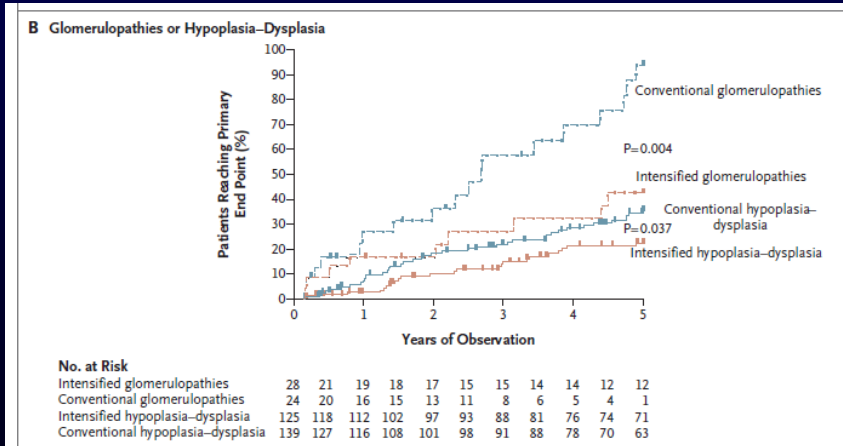 B Glomerulopathies or Hypoplasia–Dysplasia
Patients Reaching Primary
End Point (%)
100
90
80
70
60
50
40
30
20
10
0
Conventional glomerulopathies
P=0.004
Intensified glomerulopathies
Conventional hypoplasia–
dysplasia
P=0.037
Intensified hypoplasia–dysplasia
0 1 2 3 4 5
Years of Observation
No. at Risk
Intensified glomerulopathies 28 21 19 18 17 15 15 14 14 12 12
Conventional glomerulopathies 24 20 16 15 13 11 8 6 5 4 1
Intensified hypoplasia–dysplasia 125 118 112 102 97 93 88 81 76 74 71
Conventional hypoplasia–dysplasia 139 127 116 108 101 98 91 88 78 70 63